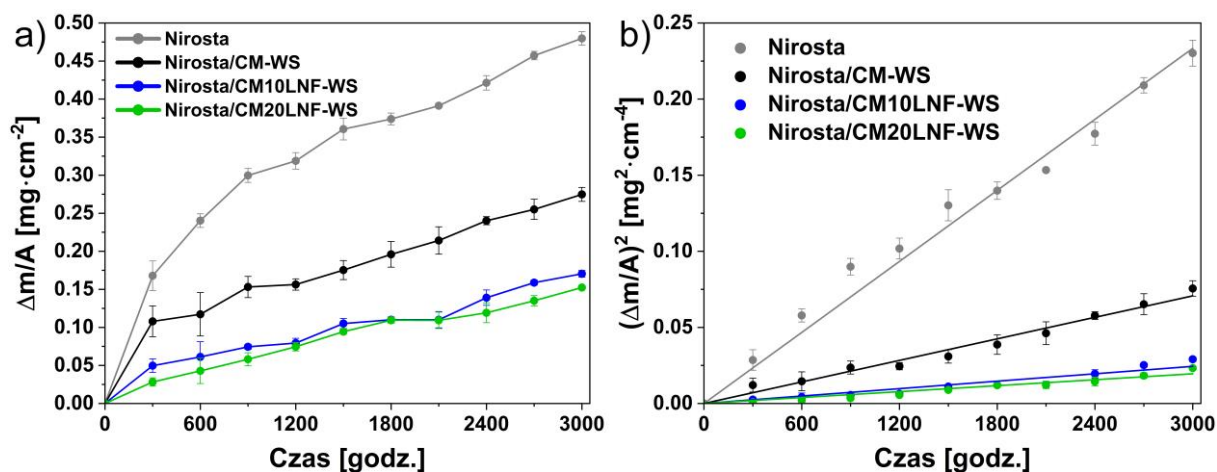 a)
Nirosta
Nirosta/CM-WS
Nirosta/CM10LNF-WS
Nirosta/CM20LNF-WS
0.50
0.45
0.40
0.35
0.30
0.25
0.20
0.15
0.10
0.05
0.00
Δm/A [mg·cm⁻²]
0 600 1200 1800 2400 3000
Czas [godz.]
b)
Nirosta
Nirosta/CM-WS
Nirosta/CM10LNF-WS
Nirosta/CM20LNF-WS
0.25
0.20
0.15
0.10
0.05
0.00
(Δm/A)² [mg²·cm⁻⁴]
0 600 1200 1800 2400 3000
Czas [godz.]